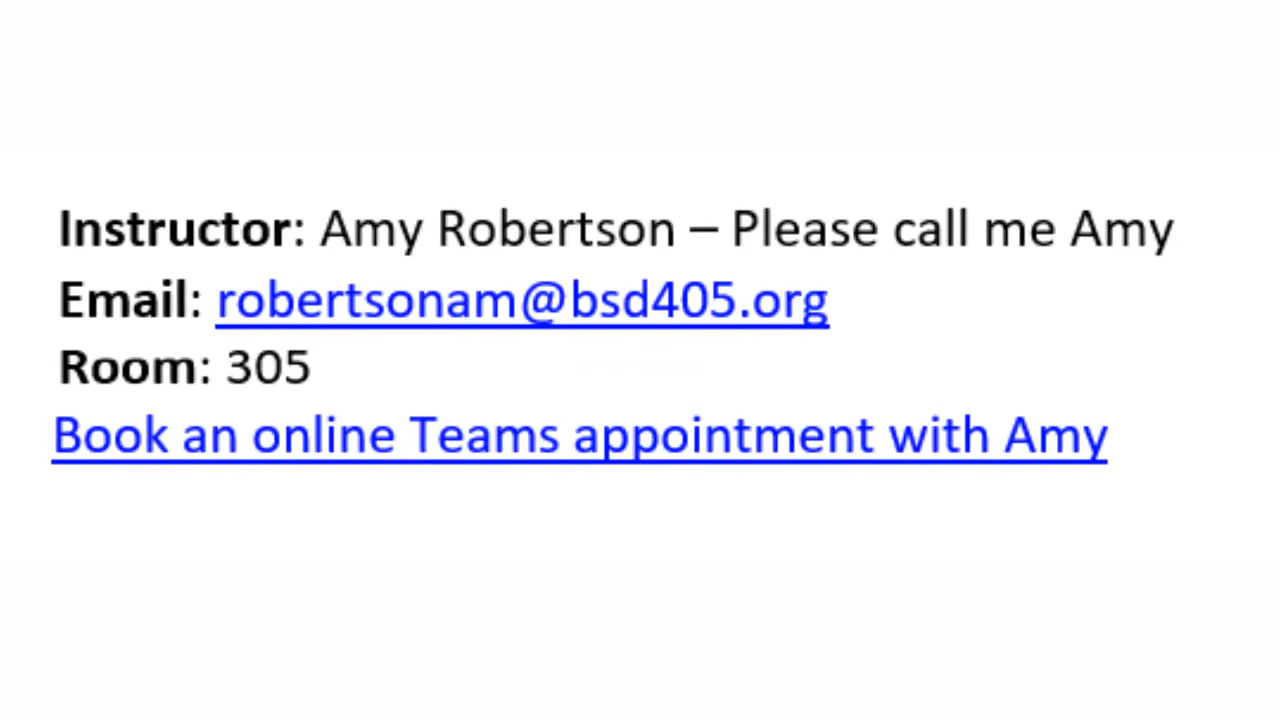 Instructor: Amy Robertson – Please call me Amy
Email: robertsonam@bsd405.org
Room: 305
Book an online Teams appointment with Amy